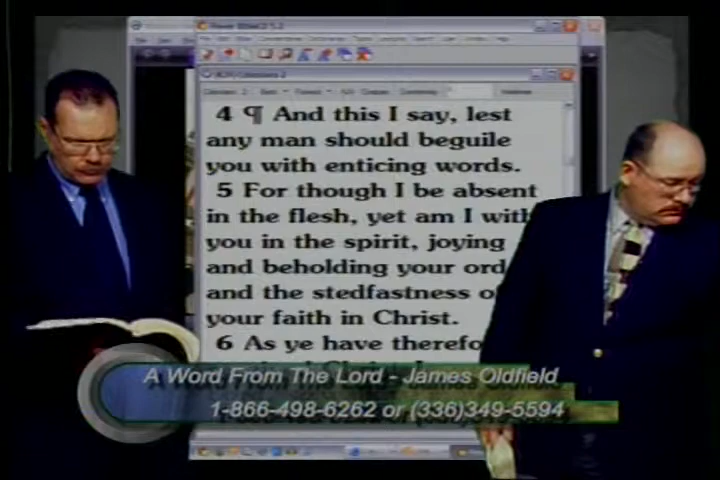 4 ¶ And this I say, lest
any man should beguile
you with enticing words.
5 For though I be absent
in the flesh, yet am I with
you in the spirit, joying
and beholding your ord
and the stedfastness o
your faith in Christ.
6 As ye have therefo
A Word From The Lord - James Oldfield
1-866-498-6262 or (336)349-5594